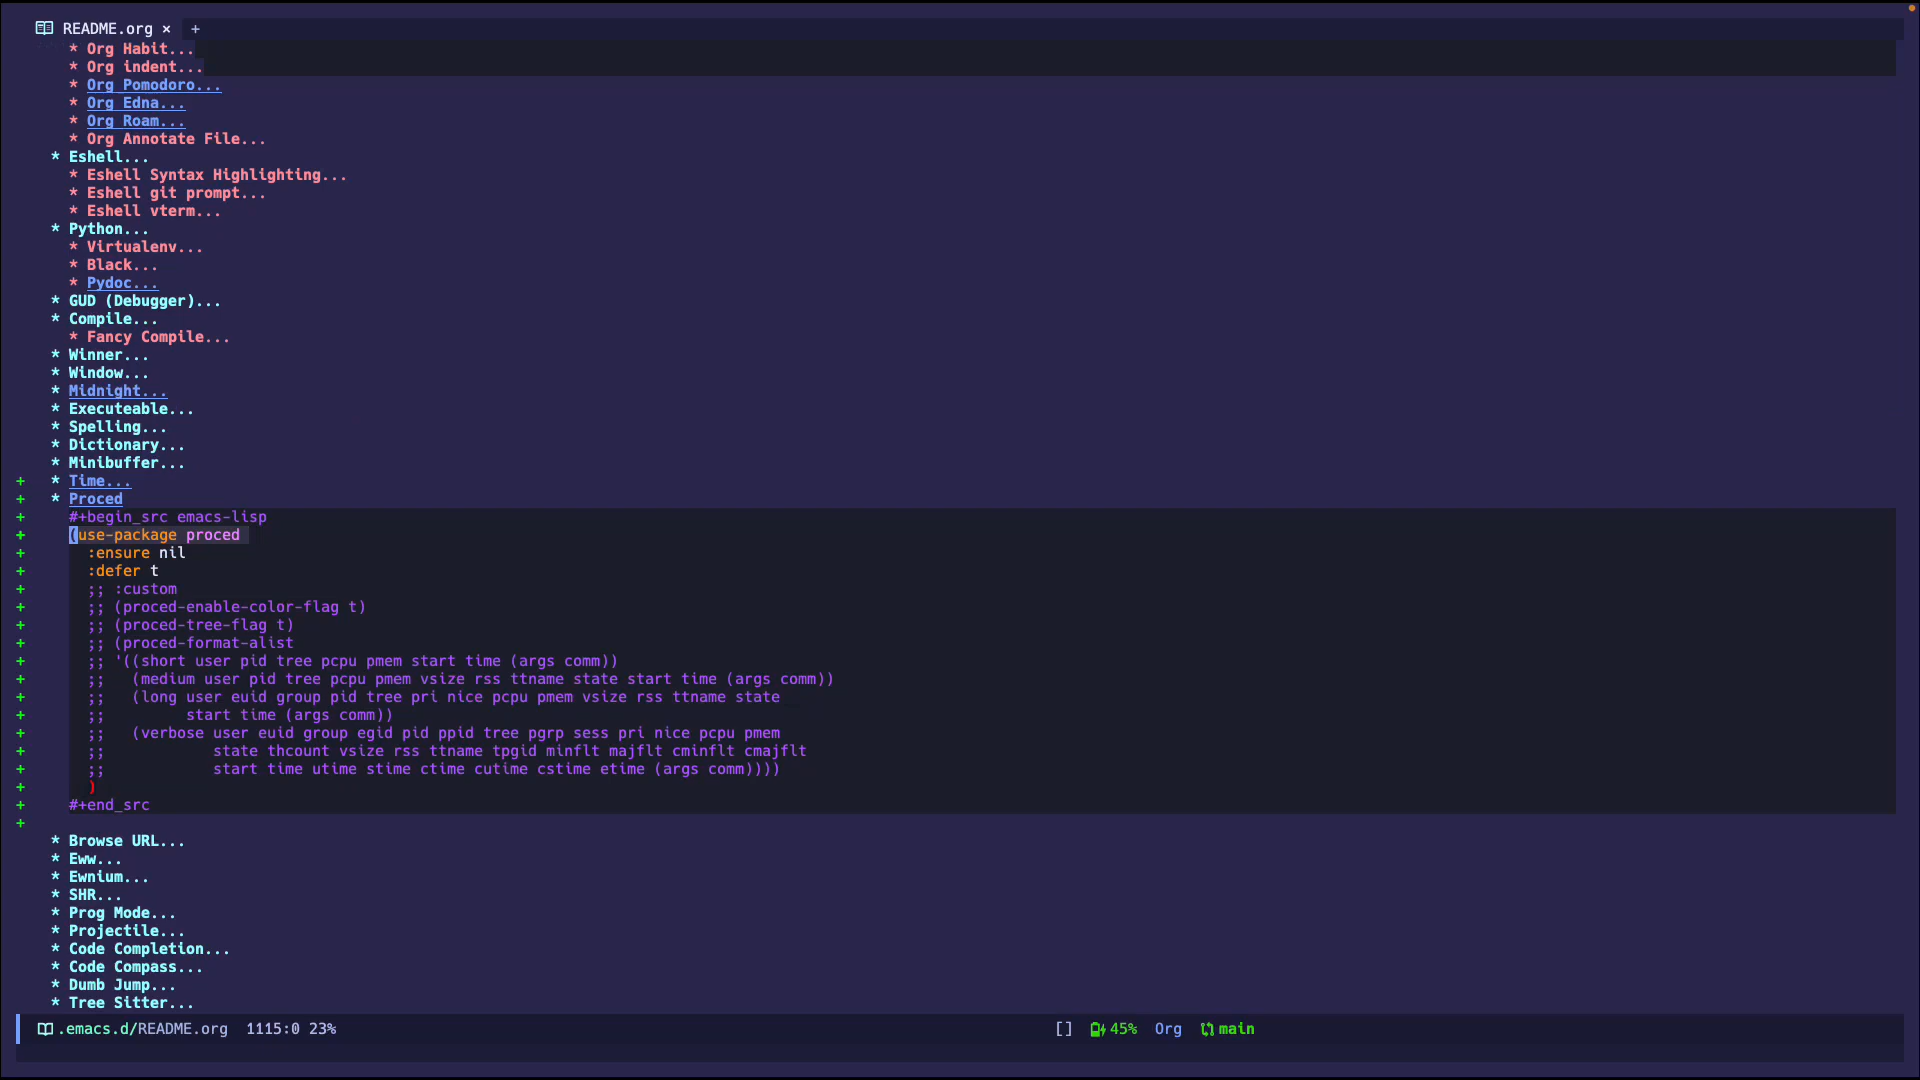 README.org × +
* Org Habit...
* Org indent...
* Org Pomodoro...
* Org Edna...
* Org Roam...
* Org Annotate File...
* Eshell...
* Eshell Syntax Highlighting...
* Eshell git prompt...
* Eshell vterm...
* Python...
* Virtualenv...
* Black...
* Pydoc...
* GUD (Debugger)...
* Compile...
* Fancy Compile...
* Winner...
* Window...
* Midnight...
* Executeable...
* Spelling...
* Dictionary...
* Minibuffer...
+ * Time...
+ * Proced
+ #+begin_src emacs-lisp
+ (use-package proced
+ :ensure nil
+ :defer t
+ ;; :custom
+ ;; (proced-enable-color-flag t)
+ ;; (proced-tree-flag t)
+ ;; (proced-format-alist
+ ;; '((short user pid tree pcpu pmem start time (args comm))
+ ;; (medium user pid tree pcpu pmem vsize rss ttname state start time (args comm))
+ ;; (long user euid group pid tree pri nice pcpu pmem vsize rss ttname state
+ ;; start time (args comm))
+ ;; (verbose user euid group egid pid ppid tree pgrp sess pri nice pcpu pmem
+ ;; state thcount vsize rss ttname tpgid minflt majflt cminflt cmajflt
+ ;; start time utime stime ctime cutime cstime etime (args comm))))
+ )
+ #+end_src
+
* Browse URL...
* Eww...
* Ewnium...
* SHR...
* Prog Mode...
* Projectile...
* Code Completion...
* Code Compass...
* Dumb Jump...
* Tree Sitter...
.emacs.d/README.org 1115:0 23% [] 45% Org main